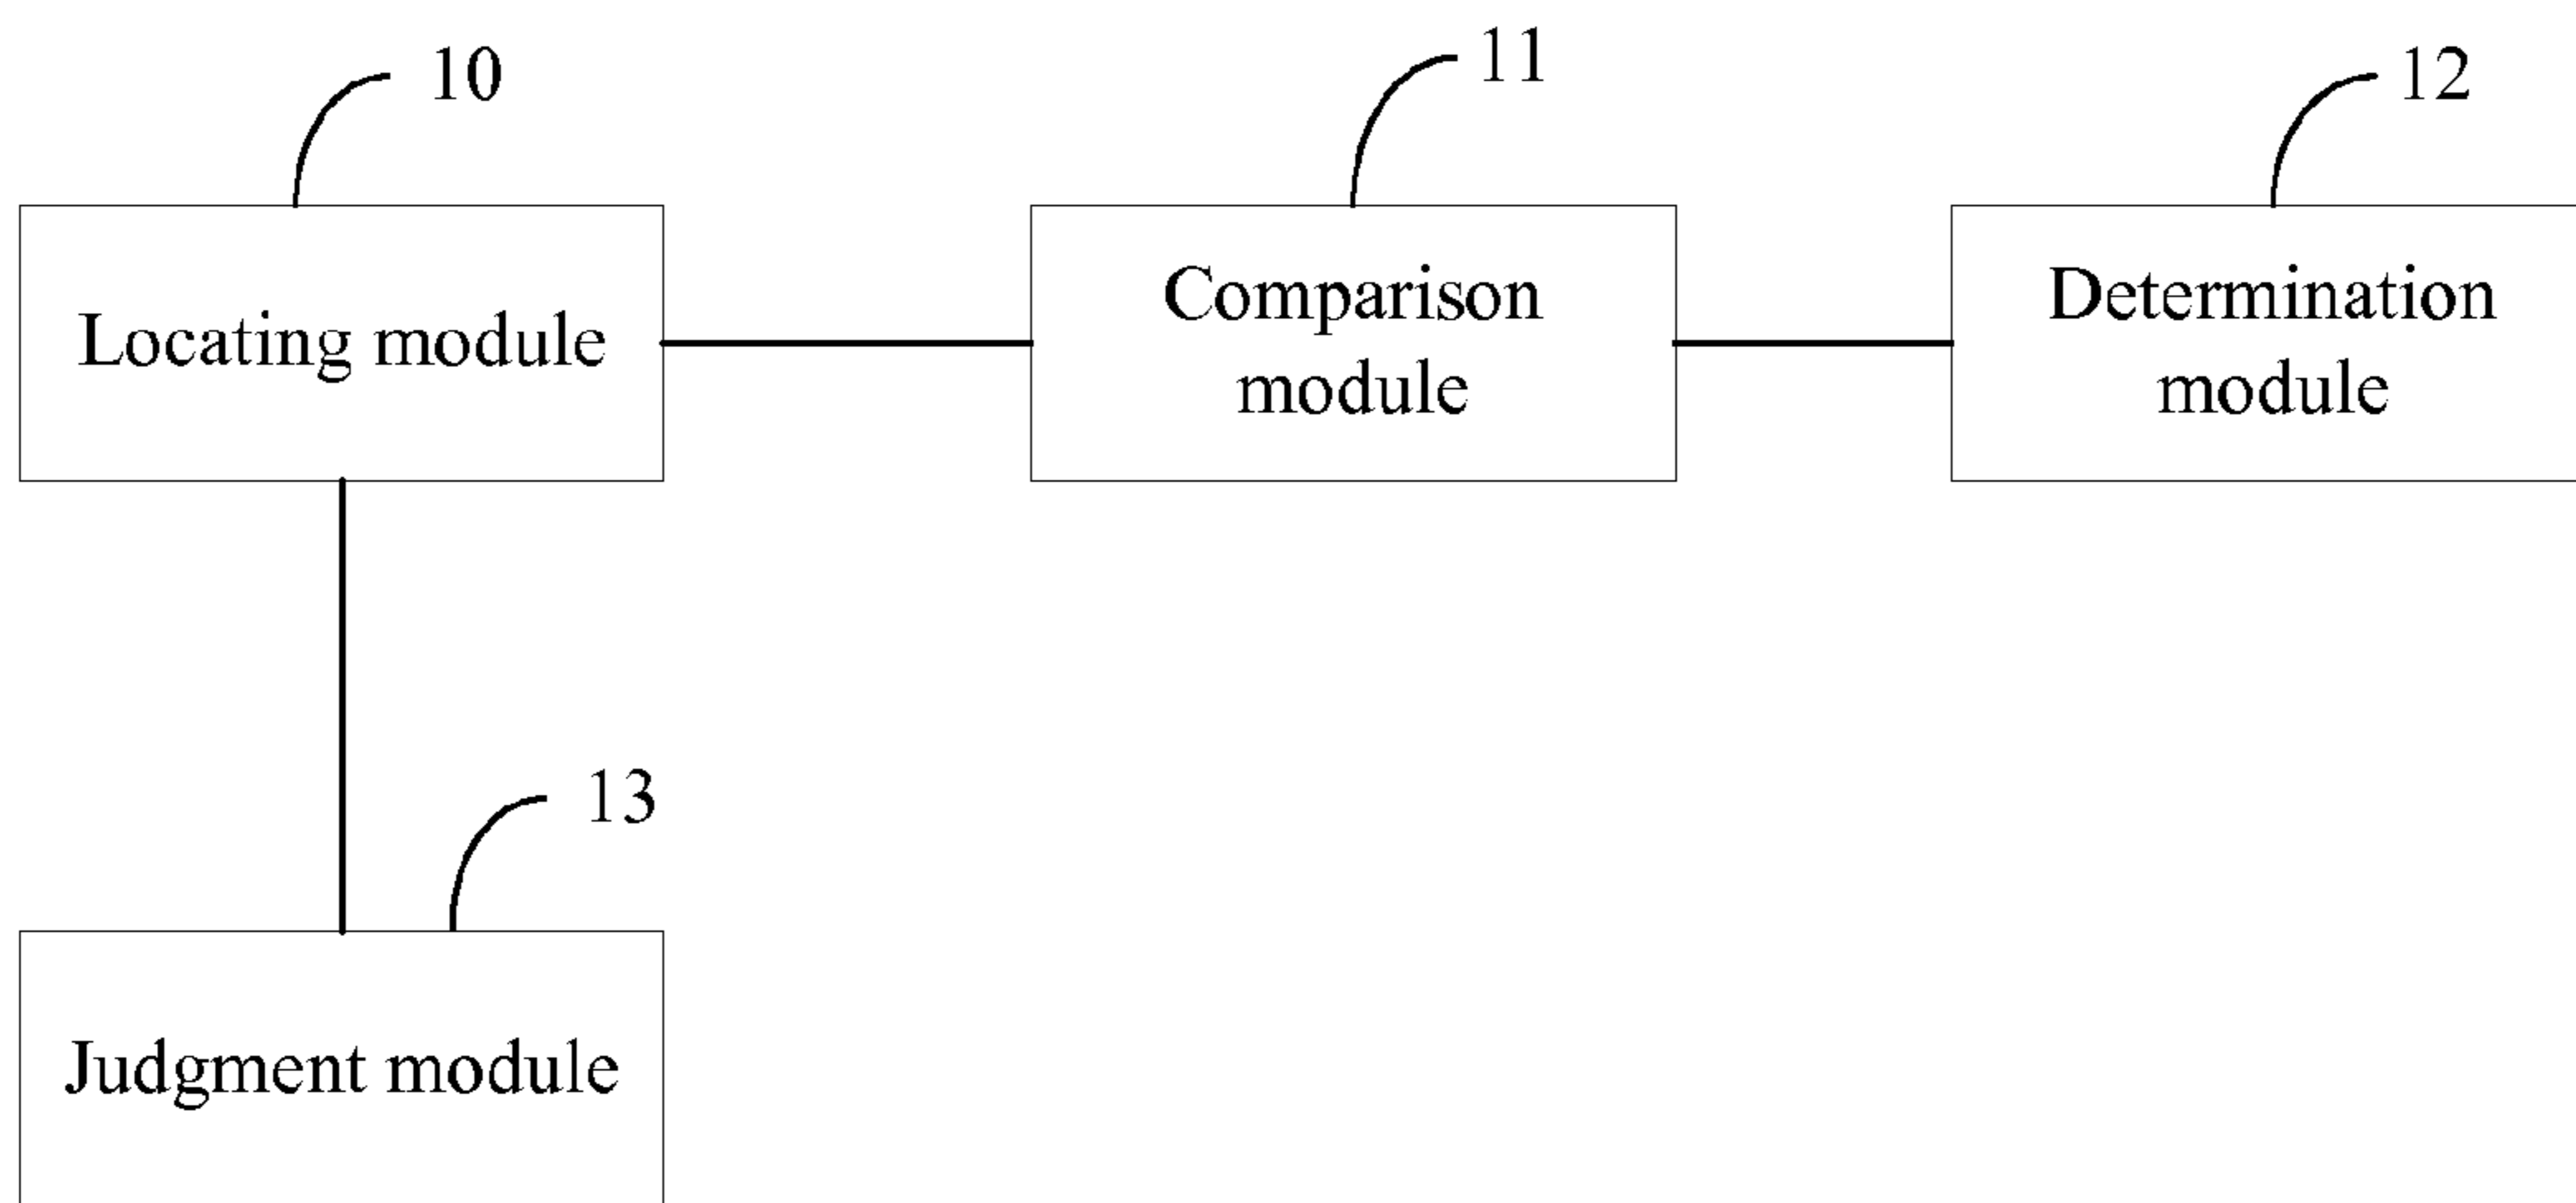 10
11
12
Locating module
Comparison
module
Determination
module
13
Judgment module